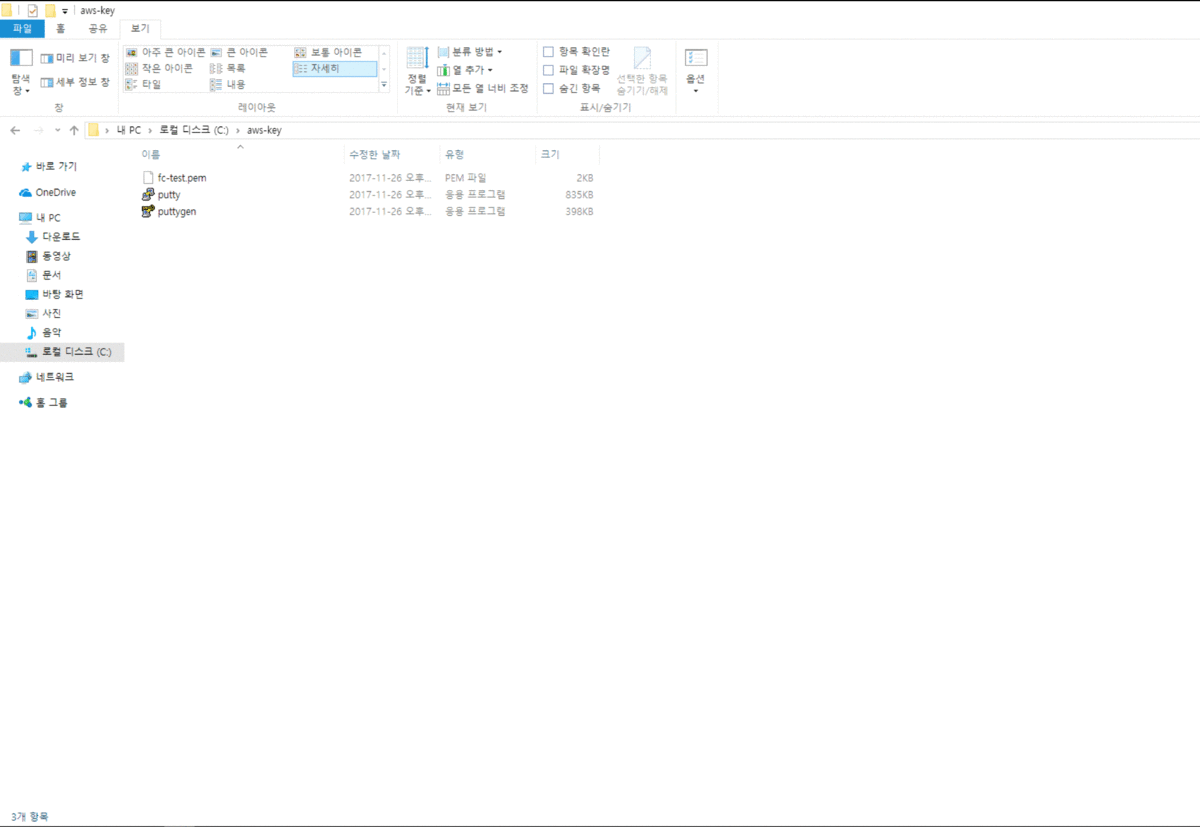 aws-key
파일 홈 공유 보기
탐색 창
미리 보기 창
세부 정보 창
창
아주 큰 아이콘 큰 아이콘 보통 아이콘
작은 아이콘 목록 자세히
타일 내용
레이아웃
정렬 기준
분류 방법
열 추가
모든 열 너비 조정
현재 보기
항목 확인란
파일 확장명
숨긴 항목
선택한 항목 숨기기/해제
표시/숨기기
옵션
내 PC › 로컬 디스크 (C:) › aws-key
이름 수정한 날짜 유형 크기
fc-test.pem 2017-11-26 오후... PEM 파일 2KB
putty 2017-11-26 오후... 응용 프로그램 835KB
puttygen 2017-11-26 오후... 응용 프로그램 398KB
바로 가기
OneDrive
내 PC
다운로드
동영상
문서
바탕 화면
사진
음악
로컬 디스크 (C:)
네트워크
홈 그룹
3개 항목